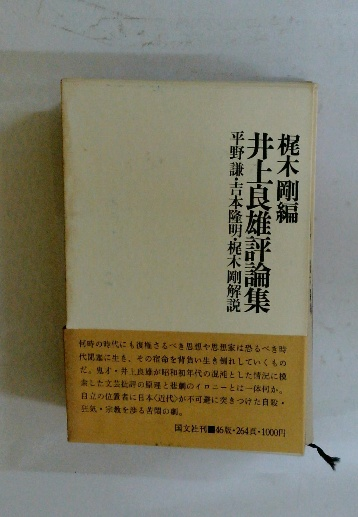 梶木剛編
井上良雄評論集
平野謙・吉本隆明・梶木剛解説
何時の時代にも復権さるべき思想や思想家は恐るべき時
代閉塞に生き、その宿命を背負い生き倒れしていくもの
だ。鬼才・井上良雄が昭和初年代の混沌とした情況に模
索した文芸批評の原理と悲劇のイロニーとは一体何か。
自立の位置者に日本〈近代〉が不可避に突きつけた自殺・
狂気・宗教を渉る苦闘の劇。
国文社刊■46版・264頁・1000円